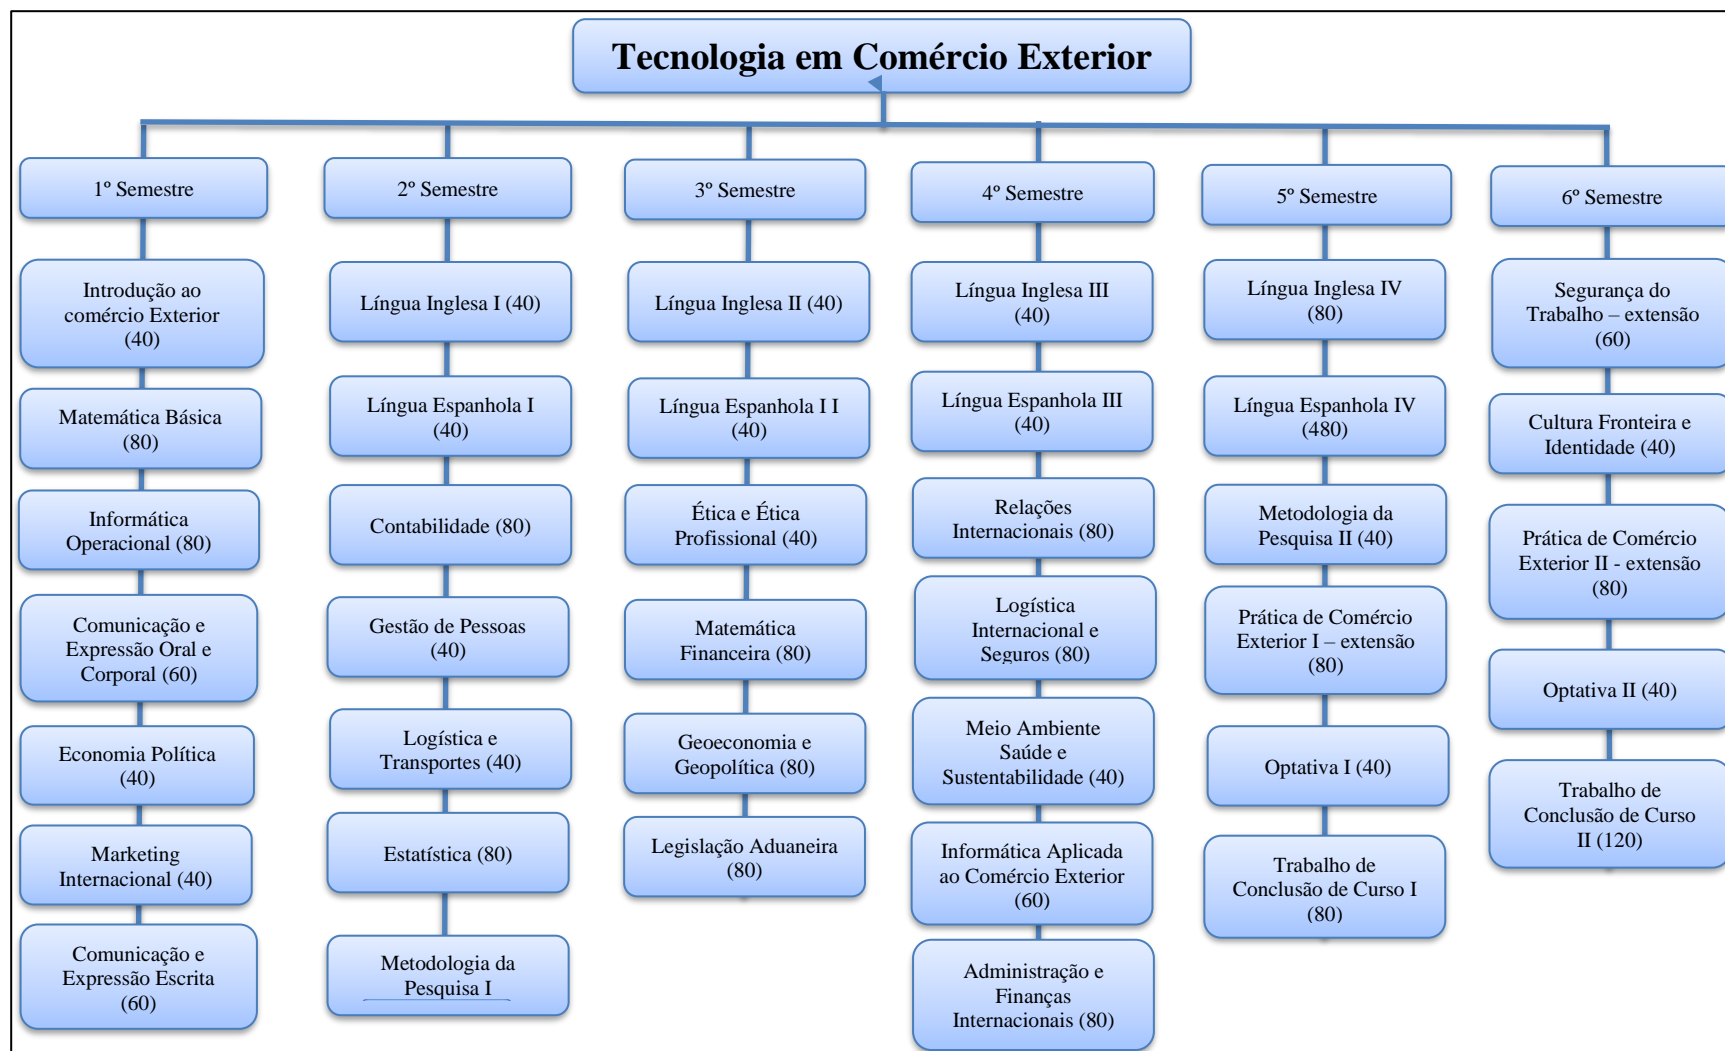 Tecnologia em Comércio Exterior
1º Semestre
Introdução ao
comércio Exterior
(40)
Matemática Básica
(80)
Informática
Operacional (80)
Comunicação e
Expressão Oral e
Corporal (60)
Economia Política
(40)
Marketing
Internacional (40)
Comunicação e
Expressão Escrita
(60)
2º Semestre
Língua Inglesa I (40)
Língua Espanhola I
(40)
Contabilidade (80)
Gestão de Pessoas
(40)
Logística e
Transportes (40)
Estatística (80)
Metodologia da
Pesquisa I
3º Semestre
Língua Inglesa II (40)
Língua Espanhola I I
(40)
Ética e Ética
Profissional (40)
Matemática
Financeira (80)
Geoeconomia e
Geopolítica (80)
Legislação Aduaneira
(80)
4º Semestre
Língua Inglesa III
(40)
Língua Espanhola III
(40)
Relações
Internacionais (80)
Logística
Internacional e
Seguros (80)
Meio Ambiente
Saúde e
Sustentabilidade (40)
Informática Aplicada
ao Comércio Exterior
(60)
Administração e
Finanças
Internacionais (80)
5º Semestre
Língua Inglesa IV
(80)
Língua Espanhola IV
(480)
Metodologia da
Pesquisa II (40)
Prática de Comércio
Exterior I – extensão
(80)
Optativa I (40)
Trabalho de
Conclusão de Curso I
(80)
6º Semestre
Segurança do
Trabalho – extensão
(60)
Cultura Fronteira e
Identidade (40)
Prática de Comércio
Exterior II - extensão
(80)
Optativa II (40)
Trabalho de
Conclusão de Curso
II (120)